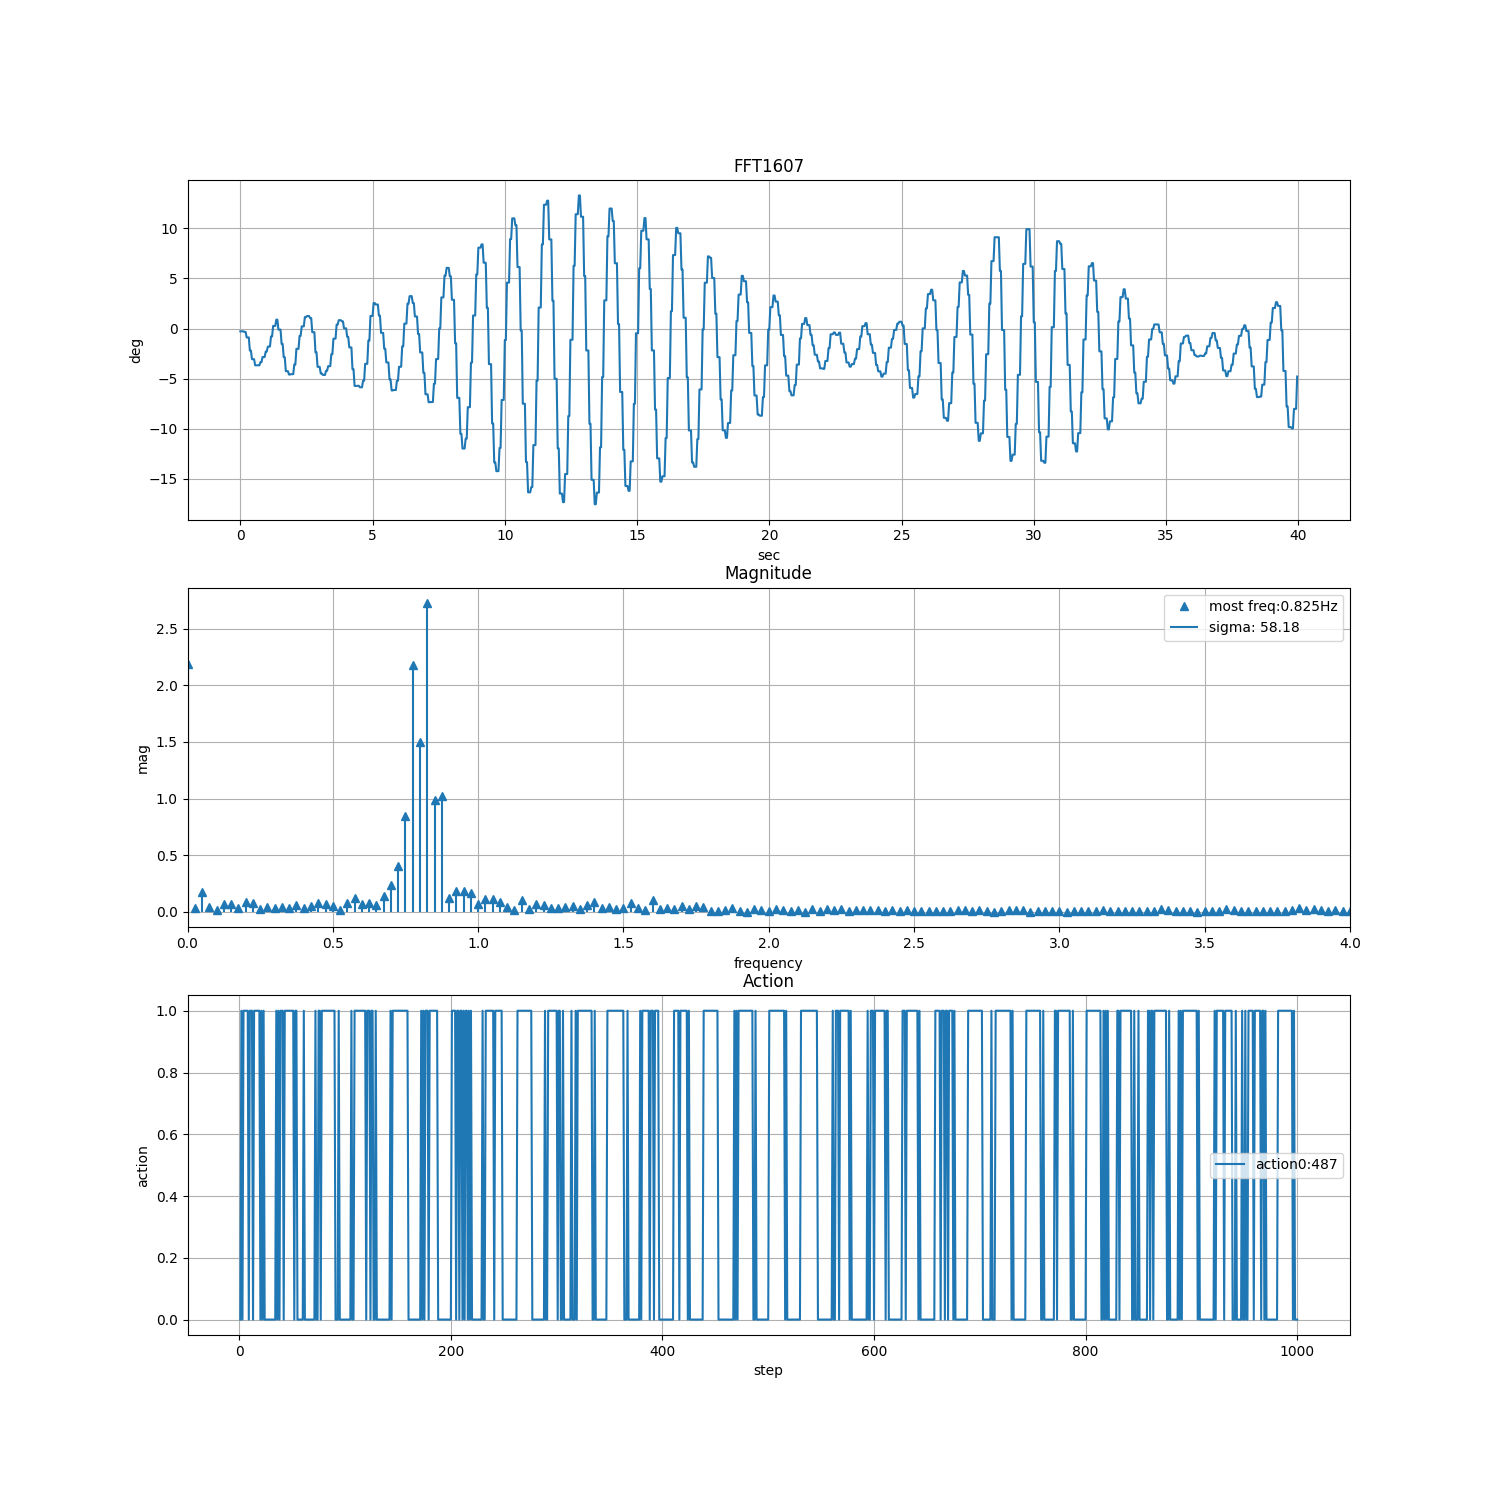 FFT1607
10
5
0
−5
−10
−15
deg
0 5 10 15 20 25 30 35 40
sec
Magnitude
most freq:0.825Hz
sigma: 58.18
2.5
2.0
1.5
1.0
0.5
0.0
mag
0.0 0.5 1.0 1.5 2.0 2.5 3.0 3.5 4.0
frequency
Action
1.0
0.8
0.6
0.4
0.2
0.0
action
action0:487
0 200 400 600 800 1000
step